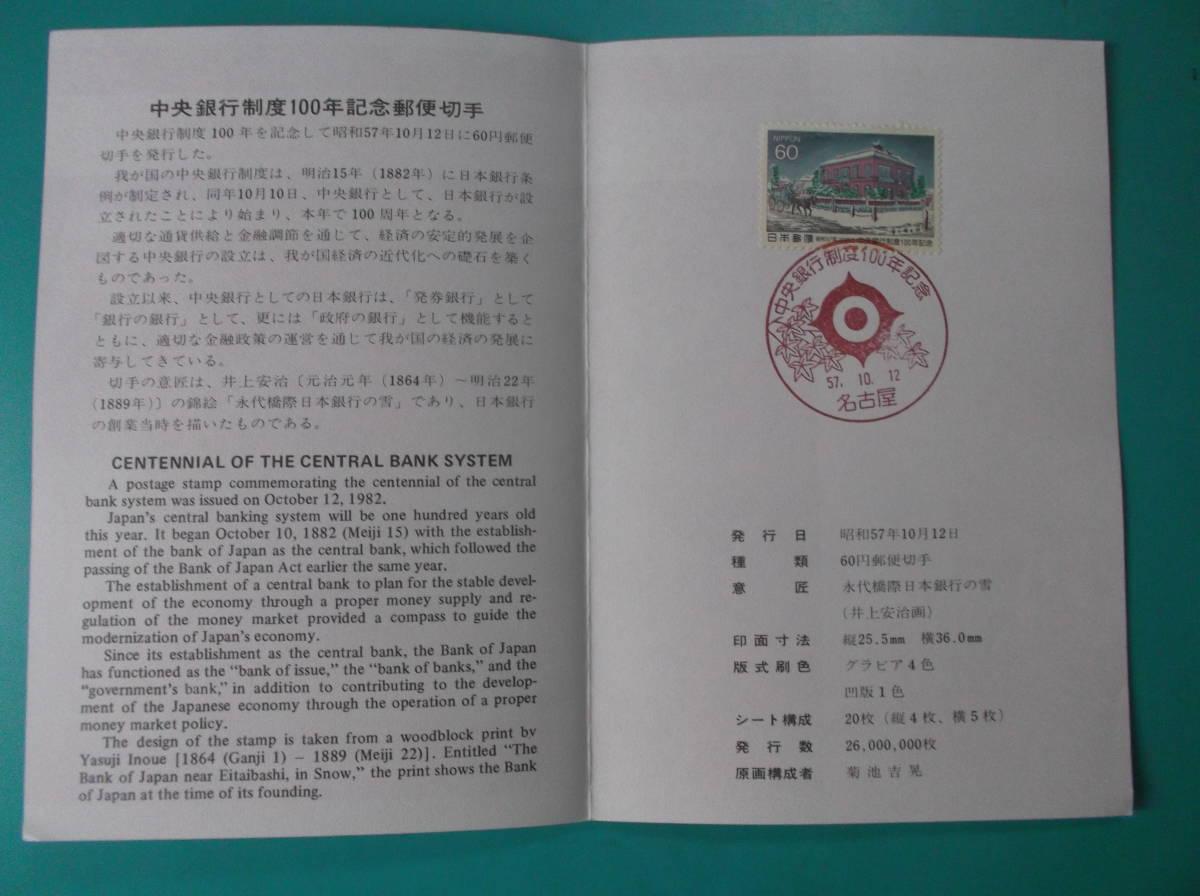 中央銀行制度100年記念郵便切手
中央銀行制度 100 年を記念して昭和57年10月12日に60円郵便
切手を発行した。
我が国の中央銀行制度は、明治15年（1882年）に日本銀行条
例が制定され、同年10月10日、中央銀行として、日本銀行が設
立されたことにより始まり、本年で 100 周年となる。
適切な通貨供給と金融調節を通じて、経済の安定的発展を企
図する中央銀行の設立は、我が国経済の近代化への礎石を築く
ものであった。
設立以来、中央銀行としての日本銀行は、「発券銀行」として
「銀行の銀行」として、更には「政府の銀行」として機能すると
ともに、適切な金融政策の運営を通じて我が国の経済の発展に
寄与してきている。
切手の意匠は、井上安治〔元治元年（1864年）～明治22年
（1889年）〕の錦絵「永代橋際日本銀行の雪」であり、日本銀行
の創業当時を描いたものである。
CENTENNIAL OF THE CENTRAL BANK SYSTEM
A postage stamp commemorating the centennial of the central
bank system was issued on October 12, 1982.
Japan's central banking system will be one hundred years old
this year. It began October 10, 1882 (Meiji 15) with the establish-
ment of the bank of Japan as the central bank, which followed the
passing of the Bank of Japan Act earlier the same year.
The establishment of a central bank to plan for the stable devel-
opment of the economy through a proper money supply and re-
gulation of the money market provided a compass to guide the
modernization of Japan's economy.
Since its establishment as the central bank, the Bank of Japan
has functioned as the "bank of issue," the "bank of banks," and the
"government's bank," in addition to contributing to the develop-
ment of the Japanese economy through the operation of a proper
money market policy.
The design of the stamp is taken from a woodblock print by
Yasuji Inoue [1864 (Ganji 1) – 1889 (Meiji 22)]. Entitled "The
Bank of Japan near Eitaibashi, in Snow," the print shows the Bank
of Japan at the time of its founding.
NIPPON
60
日本郵便 中央銀行制度100年記念
中央銀行制度100年記念
57. 10. 12
名古屋
発行日 昭和57年10月12日
種類 60円郵便切手
意匠 永代橋際日本銀行の雪
（井上安治画）
印面寸法 縦25.5mm 横36.0mm
版式刷色 グラビア4色
凹版1色
シート構成 20枚（縦4枚、横5枚）
発行数 26,000,000枚
原画構成者 菊池吉晃